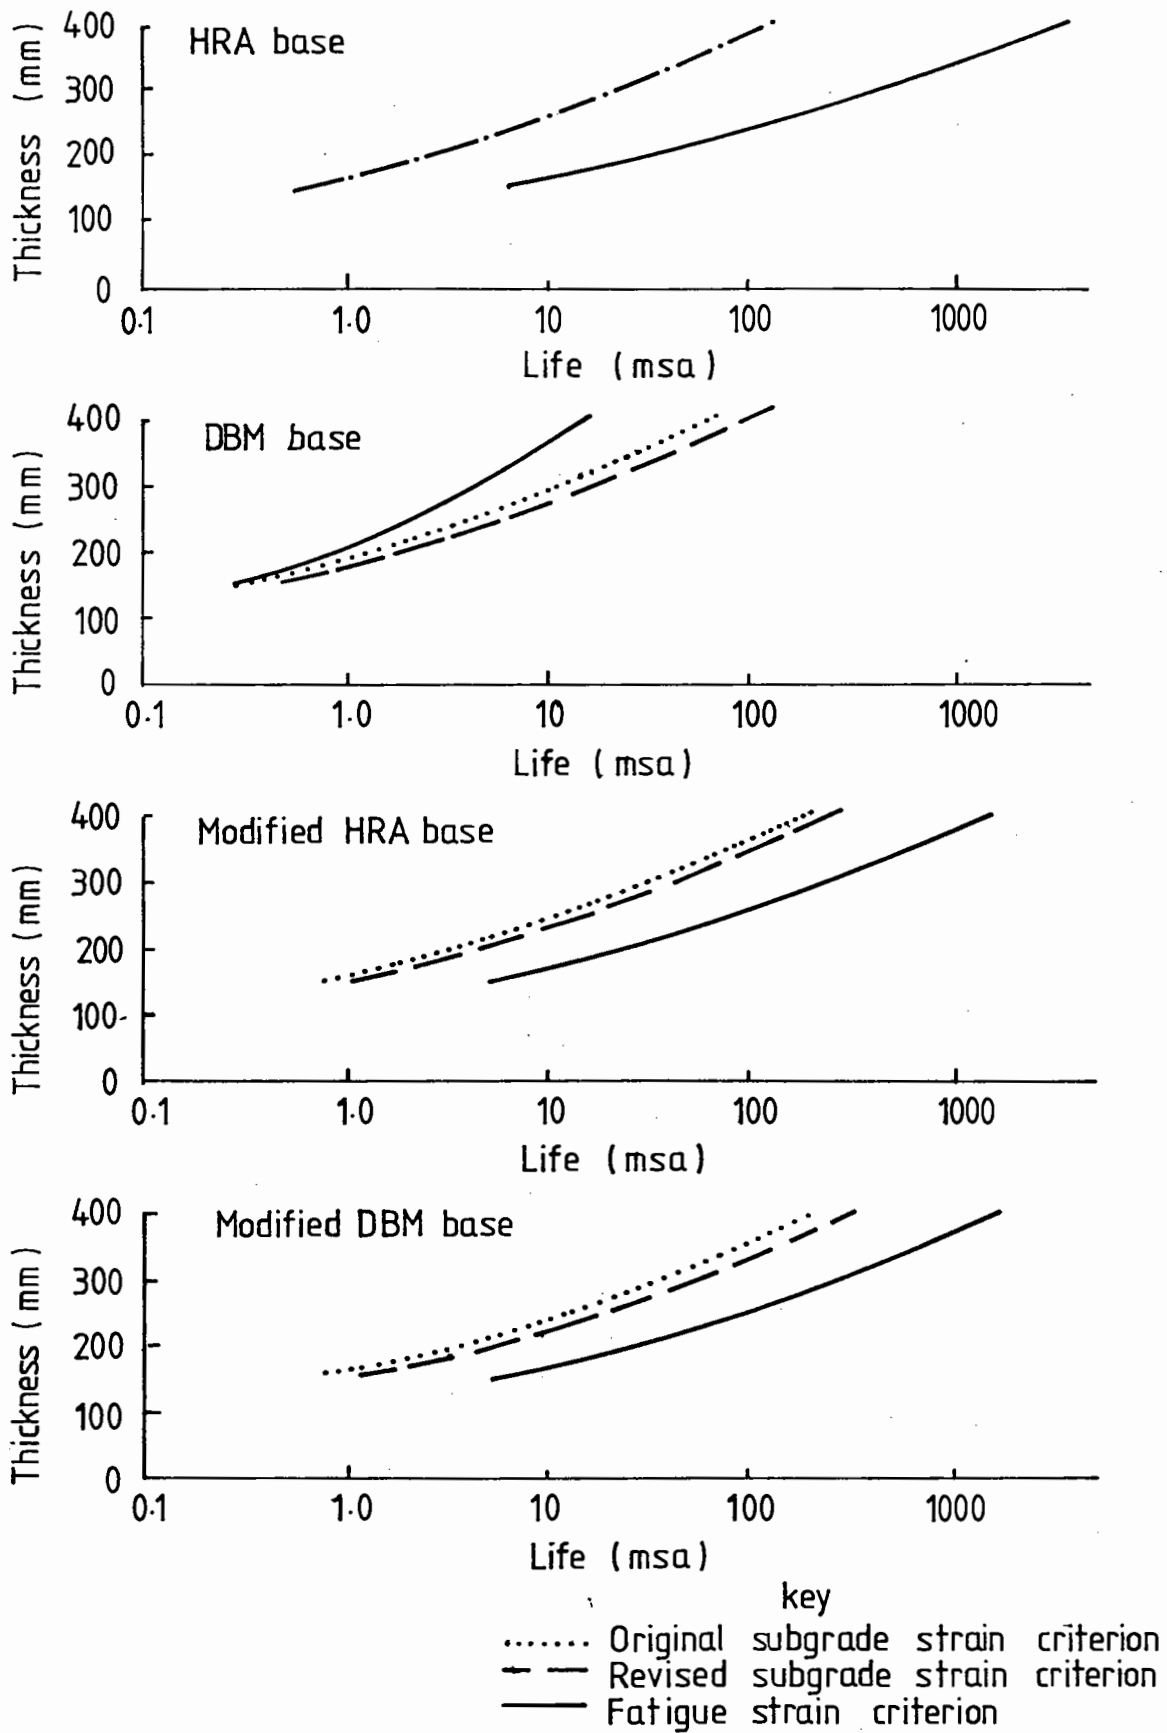 HRA base
Thickness (mm)
400
300
200
100
0
0.1 1.0 10 100 1000
Life (msa)
DBM base
Thickness (mm)
400
300
200
100
0
0.1 1.0 10 100 1000
Life (msa)
Modified HRA base
Thickness (mm)
400
300
200
100
0
0.1 1.0 10 100 1000
Life (msa)
Modified DBM base
Thickness (mm)
400
300
200
100
0
0.1 1.0 10 100 1000
Life (msa)
key
Original subgrade strain criterion
Revised subgrade strain criterion
Fatigue strain criterion